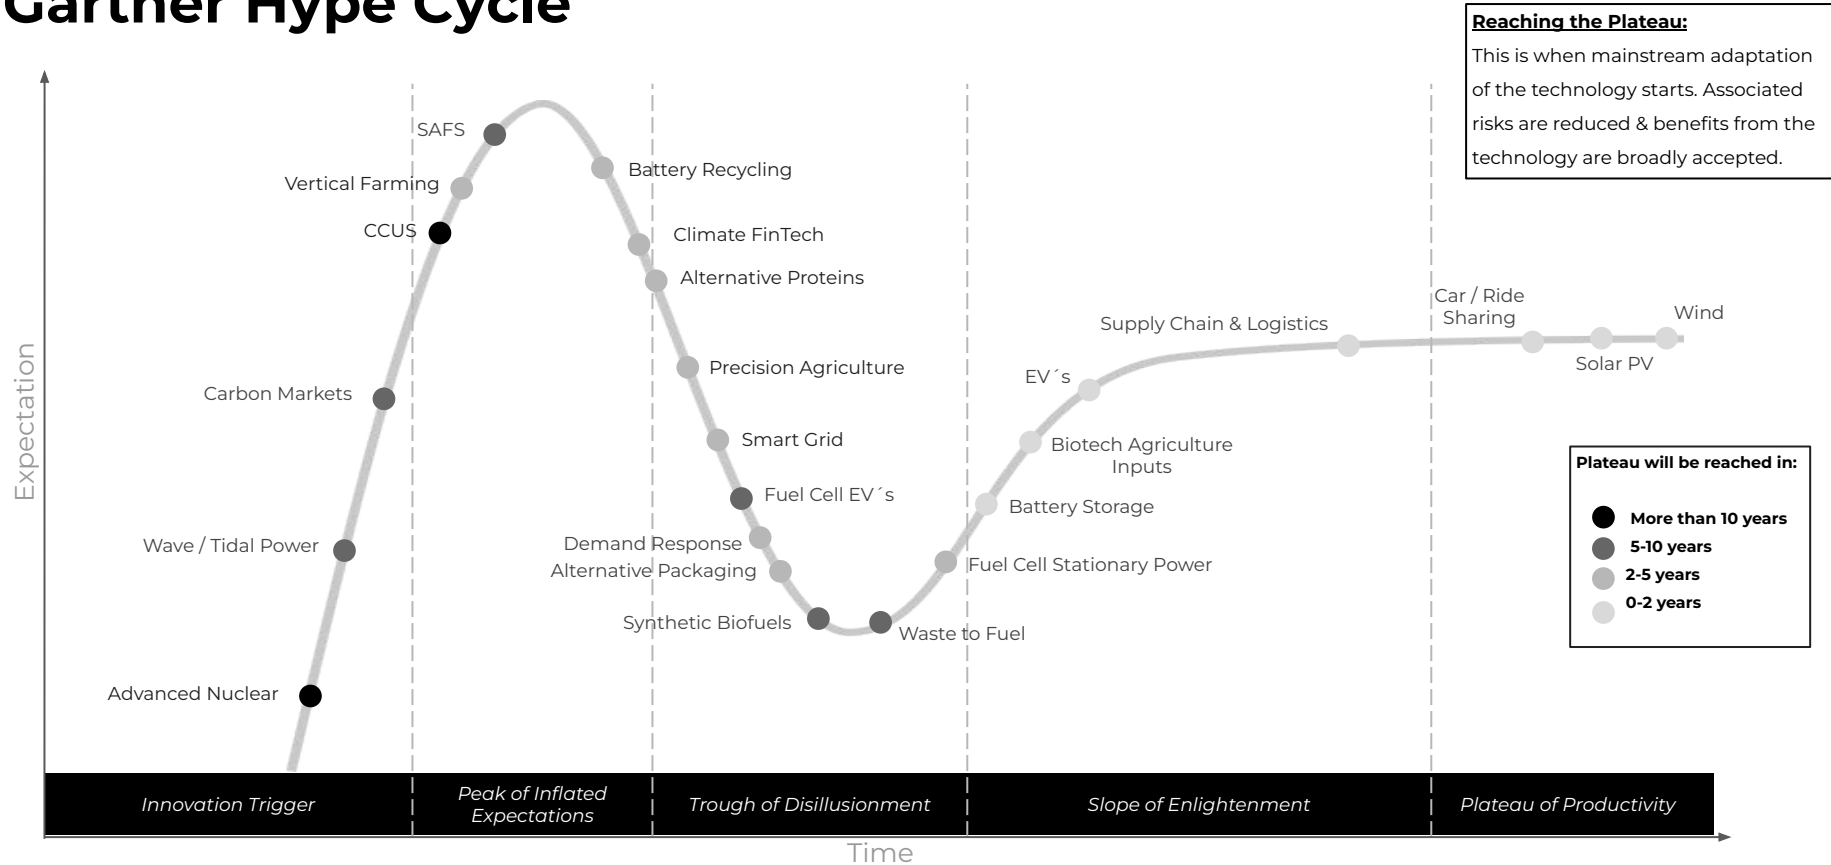 Gartner Hype Cycle
Reaching the Plateau:
This is when mainstream adaptation
of the technology starts. Associated
risks are reduced & benefits from the
technology are broadly accepted.
SAFS
Battery Recycling
Vertical Farming
CCUS
Climate FinTech
Alternative Proteins
Car / Ride
Sharing
Wind
Supply Chain & Logistics
Solar PV
Precision Agriculture
EV´s
Carbon Markets
Smart Grid
Biotech Agriculture
Inputs
Fuel Cell EV´s
Battery Storage
Wave / Tidal Power
Demand Response
Alternative Packaging
Fuel Cell Stationary Power
Synthetic Biofuels
Waste to Fuel
Advanced Nuclear
Expectation
Plateau will be reached in:
More than 10 years
5-10 years
2-5 years
0-2 years
Innovation Trigger
Peak of Inflated
Expectations
Trough of Disillusionment
Slope of Enlightenment
Plateau of Productivity
Time